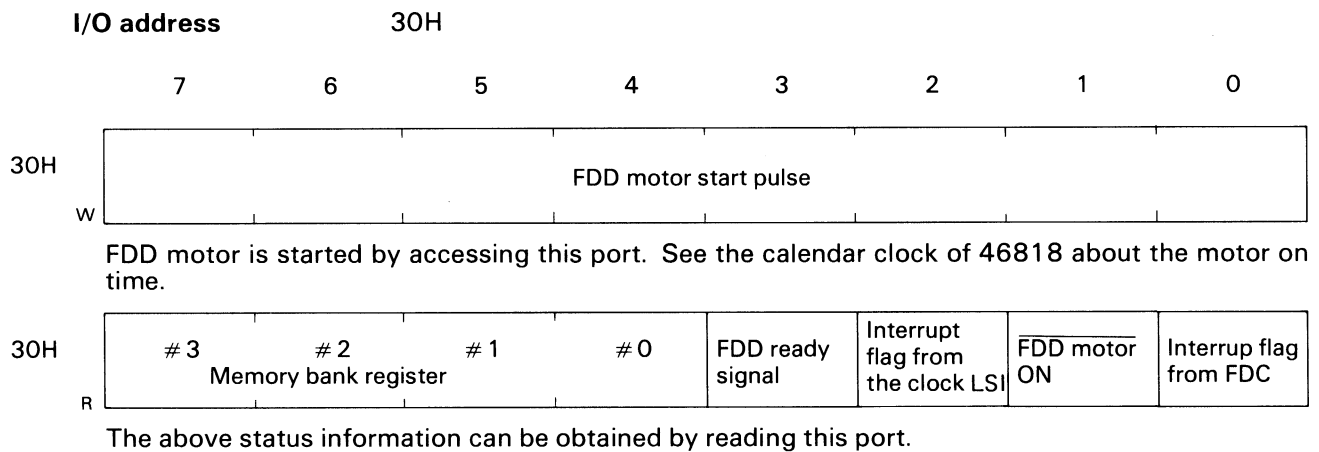 I/O address 30H
7 6 5 4 3 2 1 0
30H
FDD motor start pulse
W
FDD motor is started by accessing this port. See the calendar clock of 46818 about the motor on
time.
30H
#3 #2 #1 #0
Memory bank register
FDD ready
signal
Interrupt
flag from
the clock LSI
FDD motor
ON
Interrup flag
from FDC
R
The above status information can be obtained by reading this port.